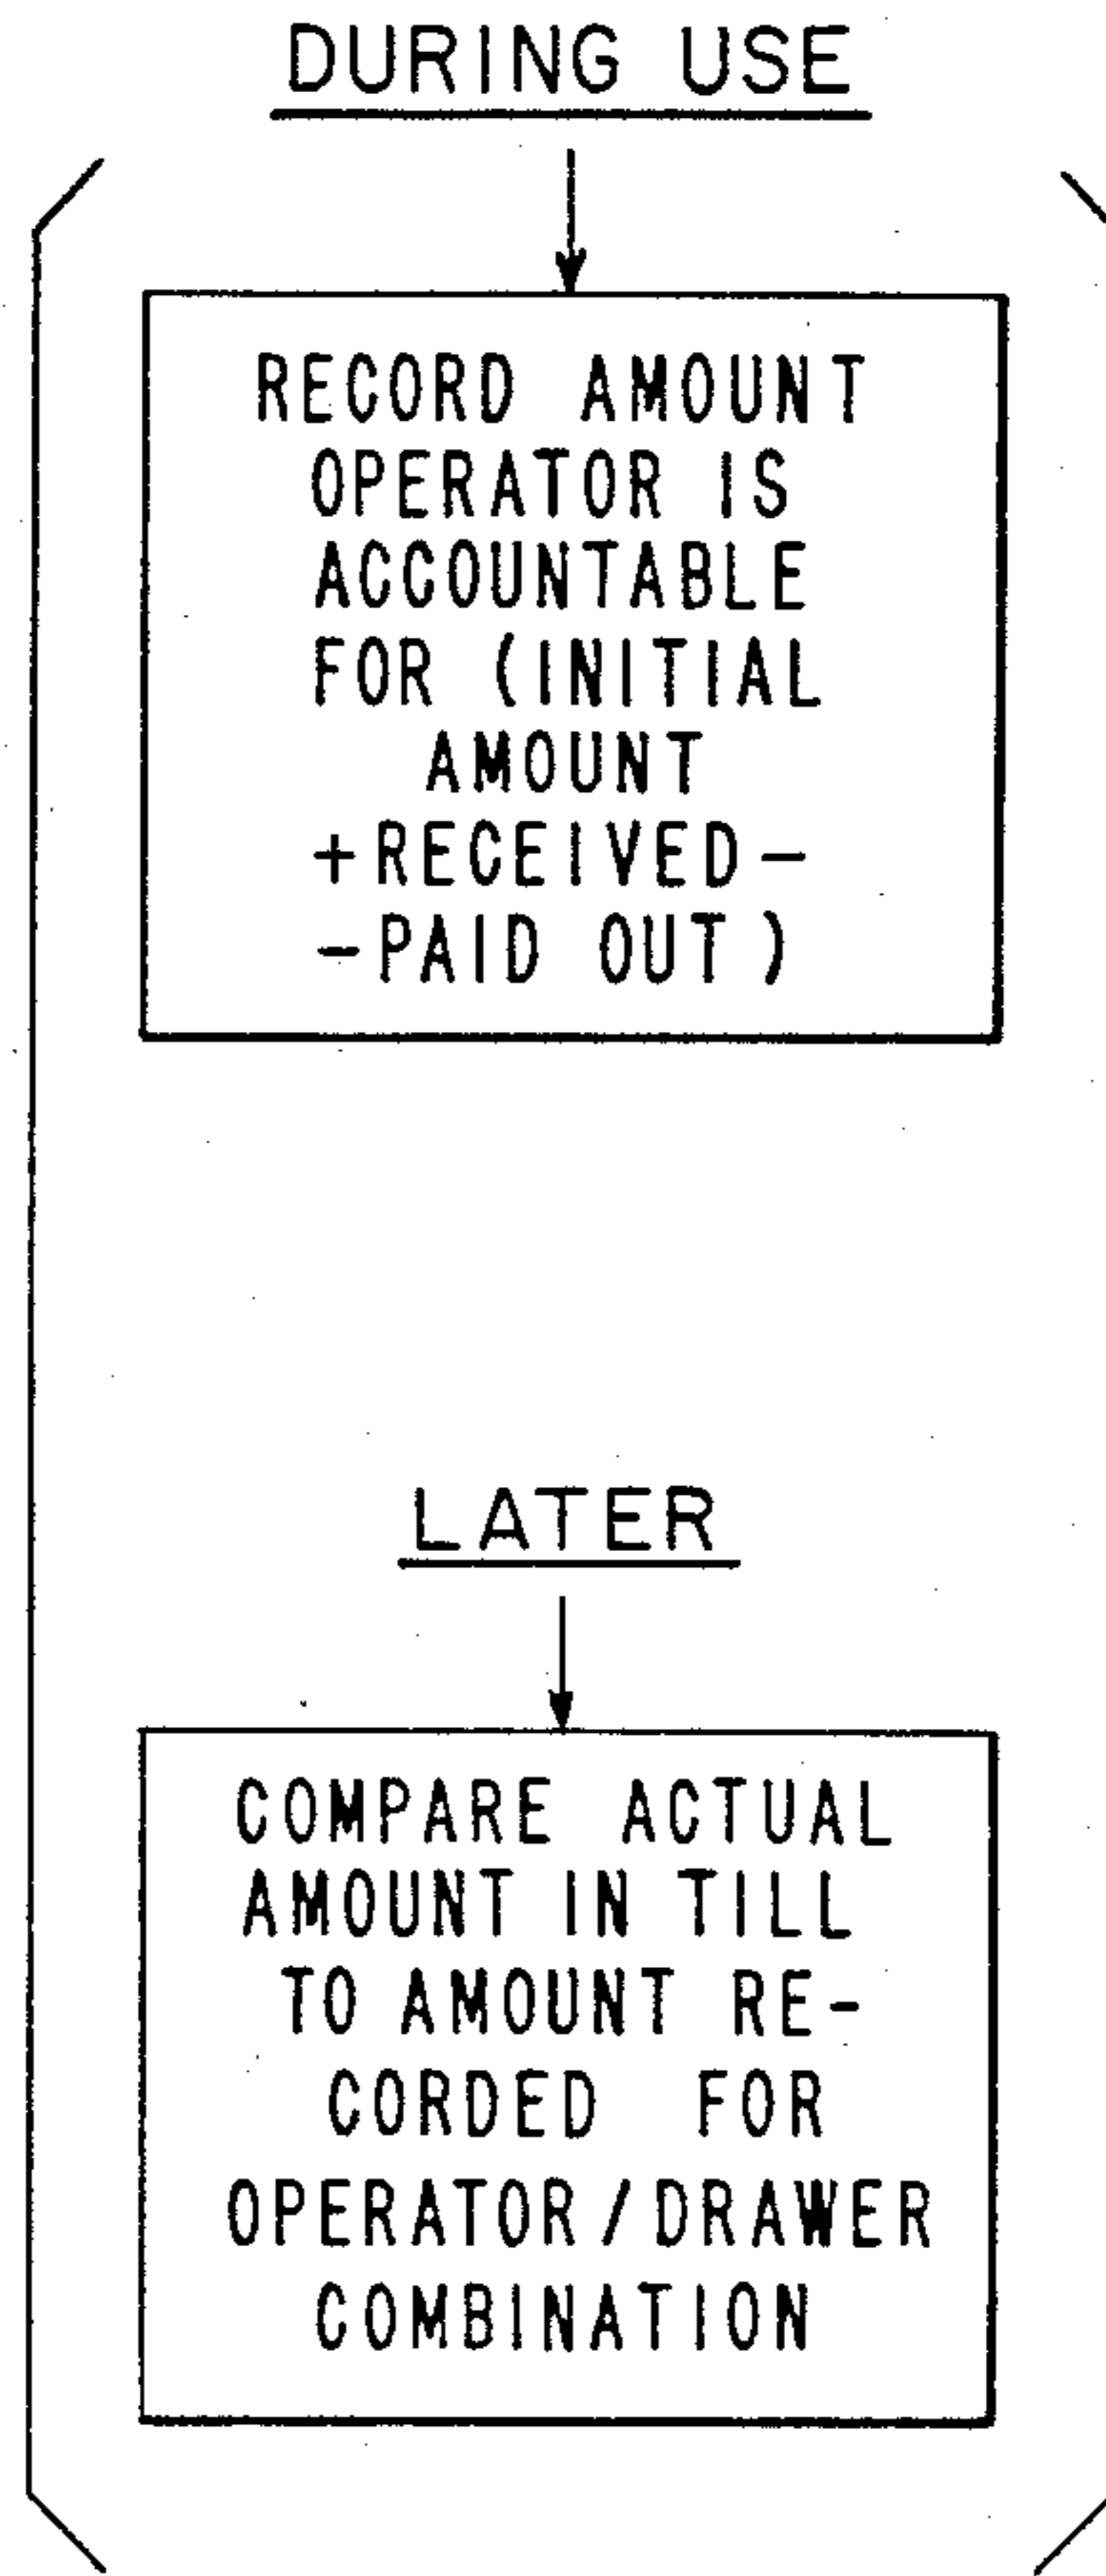 DURING USE
RECORD AMOUNT
OPERATOR IS
ACCOUNTABLE
FOR (INITIAL
AMOUNT
+RECEIVED-
-PAID OUT)
LATER
COMPARE ACTUAL
AMOUNT IN TILL
TO AMOUNT RE-
CORDED FOR
OPERATOR/DRAWER
COMBINATION